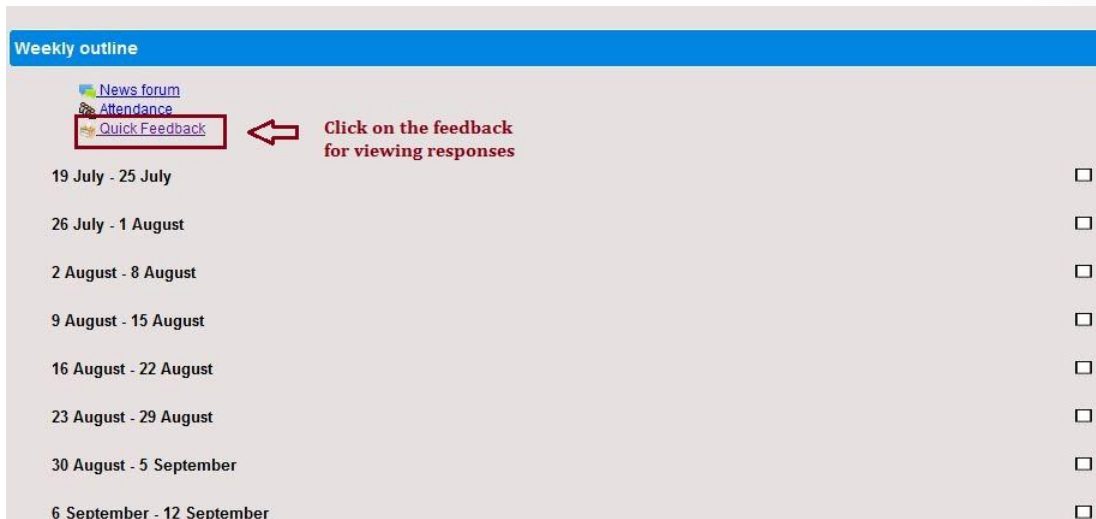 Weekly outline
News forum
Attendance
Quick Feedback
Click on the feedback
for viewing responses
19 July - 25 July
26 July - 1 August
2 August - 8 August
9 August - 15 August
16 August - 22 August
23 August - 29 August
30 August - 5 September
6 September - 12 September